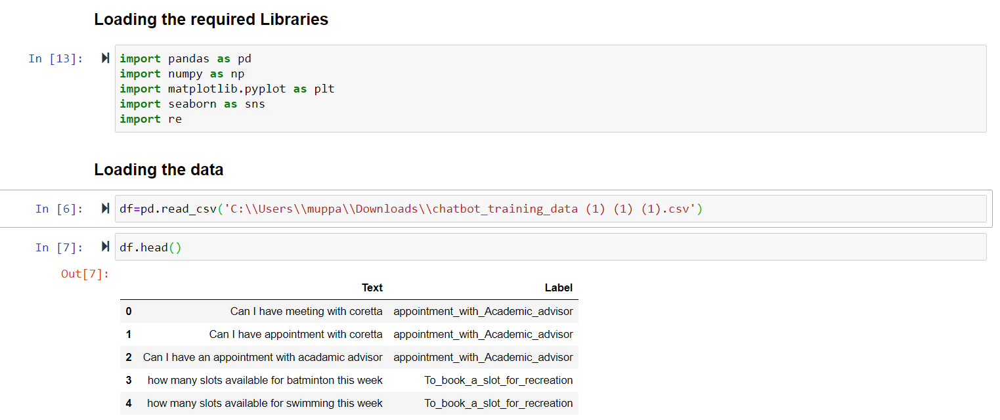 Loading the required Libraries
In [13]: import pandas as pd
import numpy as np
import matplotlib.pyplot as plt
import seaborn as sns
import re
Loading the data
In [6]: df=pd.read_csv('C:\\Users\\muppa\\Downloads\\chatbot_training_data (1) (1) (1).csv')
In [7]: df.head()
Out[7]:
Text Label
0 Can I have meeting with coretta appointment_with_Academic_advisor
1 Can I have appointment with coretta appointment_with_Academic_advisor
2 Can I have an appointment with acadamic advisor appointment_with_Academic_advisor
3 how many slots available for batminton this week To_book_a_slot_for_recreation
4 how many slots available for swimming this week To_book_a_slot_for_recreation